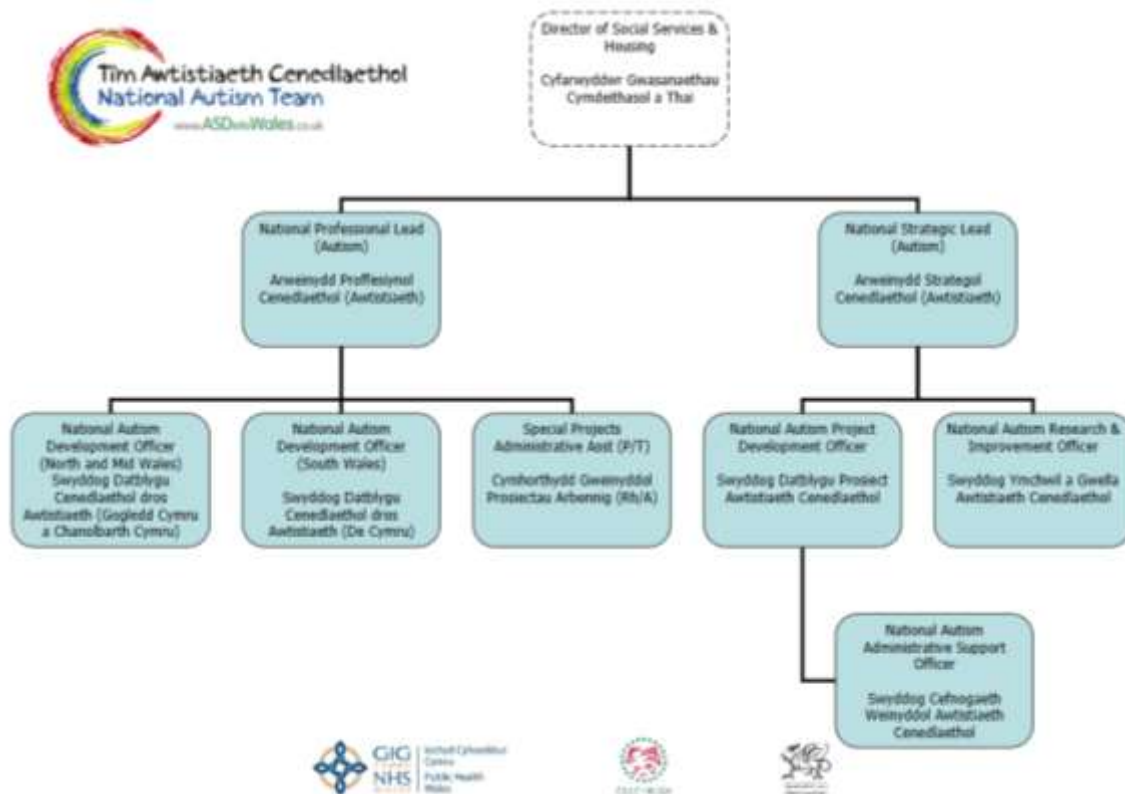 Director of Social Services &
Housing
Cyfarwyddwr Gwasanaethau
Cymdeithasol a Thai
Tîm Awtistiaeth Cenedlaethol
National Autism Team
www.ASDinfoWales.co.uk
National Professional Lead
(Autism)
Arweinydd Proffesiynol
Cenedlaethol (Awtistiaeth)
National Strategic Lead
(Autism)
Arweinydd Strategol
Cenedlaethol (Awtistiaeth)
National Autism
Development Officer
(North and Mid Wales)
Swyddog Datblygu
Cenedlaethol dros
Awtistiaeth (Gogledd Cymru
a Chanolbarth Cymru)
National Autism
Development Officer
(South Wales)
Swyddog Datblygu
Cenedlaethol dros
Awtistiaeth (De Cymru)
Special Projects
Administrative Asst (P/T)
Cymhorthydd Gweinyddol
Prosiectau Arbennig (Rh/A)
National Autism Project
Development Officer
Swyddog Datblygu Prosiect
Awtistiaeth Cenedlaethol
National Autism Research &
Improvement Officer
Swyddog Ymchwil a Gwella
Awtistiaeth Cenedlaethol
National Autism
Administrative Support
Officer
Swyddog Cefnogaeth
Weinyddol Awtistiaeth
Cenedlaethol
GIG
NHS
Iechyd Cyhoeddus
Cymru
Public Health
Wales